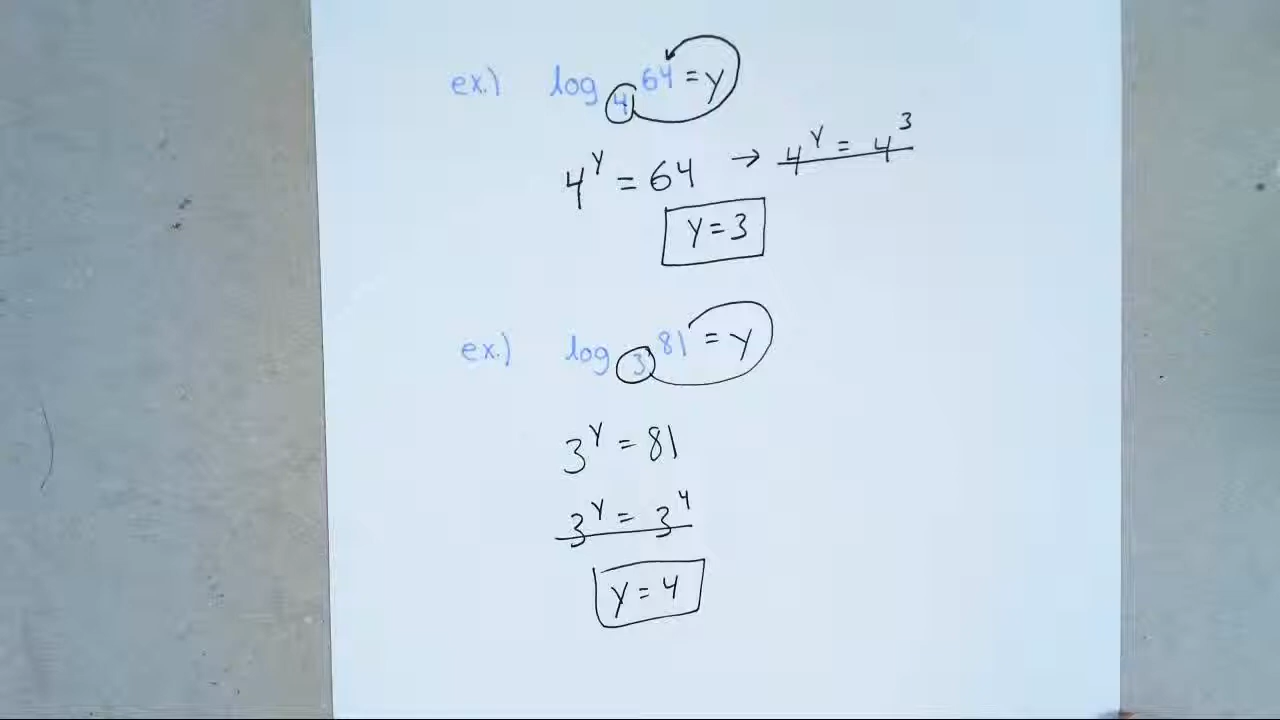 ex.) log₄ 64 = y
4^y = 64 → 4^y = 4^3
y = 3
ex.) log₃ 81 = y
3^y = 81
3^y = 3^4
y = 4